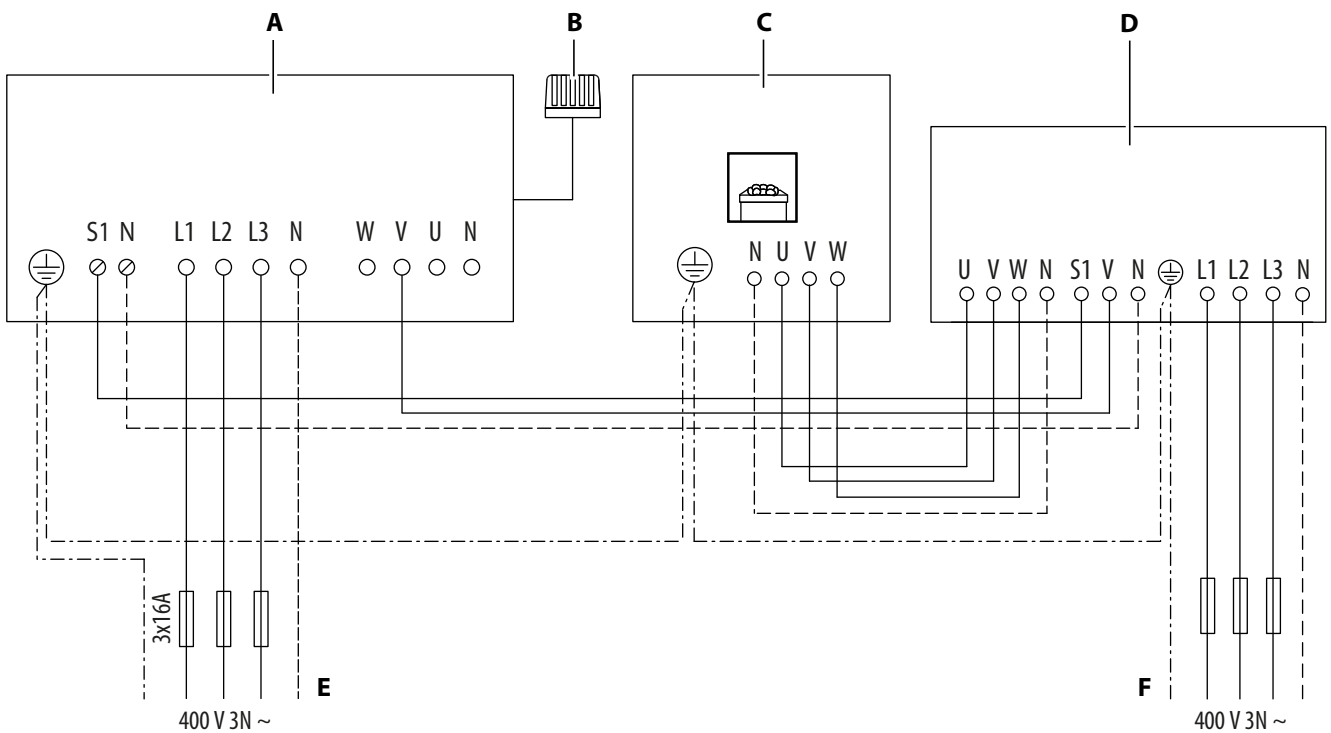 A B C D
S1 N L1 L2 L3 N W V U N
N U V W
U V W N S1 V N L1 L2 L3 N
3x16A
E F
400 V 3N ~ 400 V 3N ~